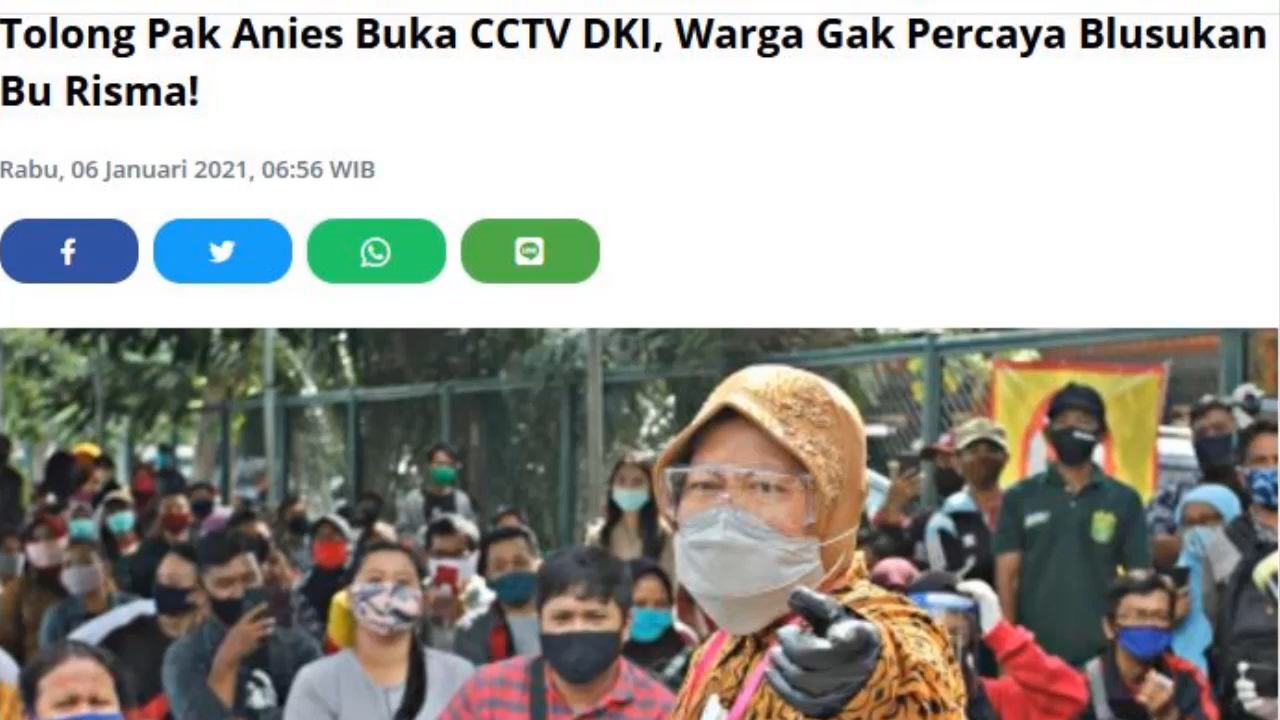 Tolong Pak Anies Buka CCTV DKI, Warga Gak Percaya Blusukan
Bu Risma!
Rabu, 06 Januari 2021, 06:56 WIB